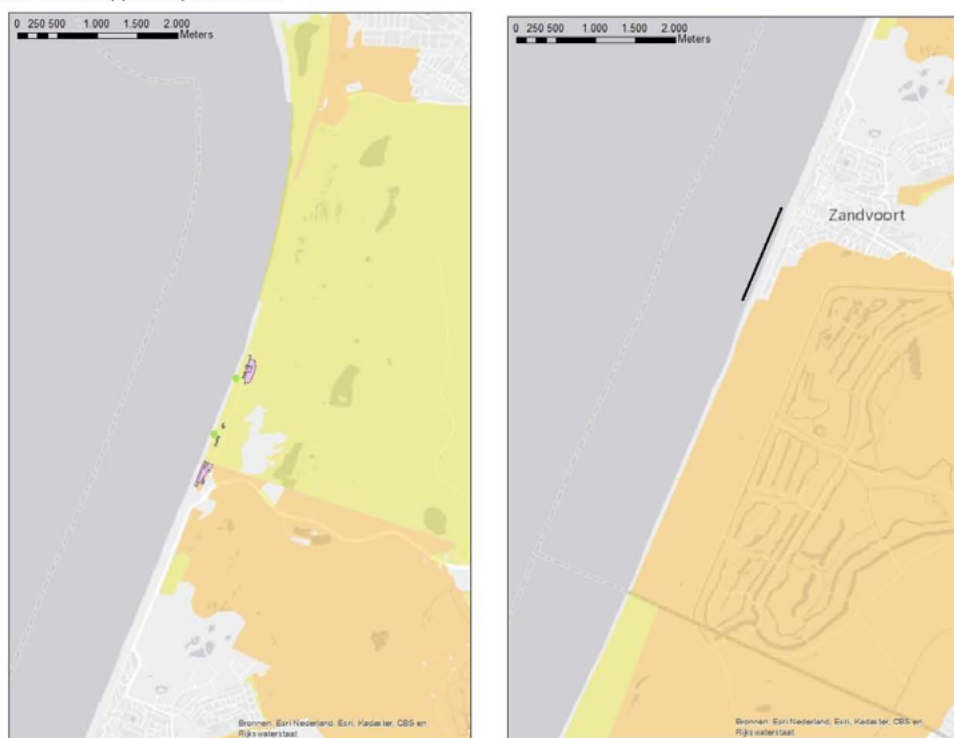 0 250 500 1.000 1.500 2.000
Meters
Bronnen: Esri Nederland, Esri, Kadaster, CBS en
Rijkswaterstaat
0 250 500 1.000 1.500 2.000
Meters
Zandvoort
Bronnen: Esri Nederland, Esri, Kadaster, CBS en
Rijkswaterstaat